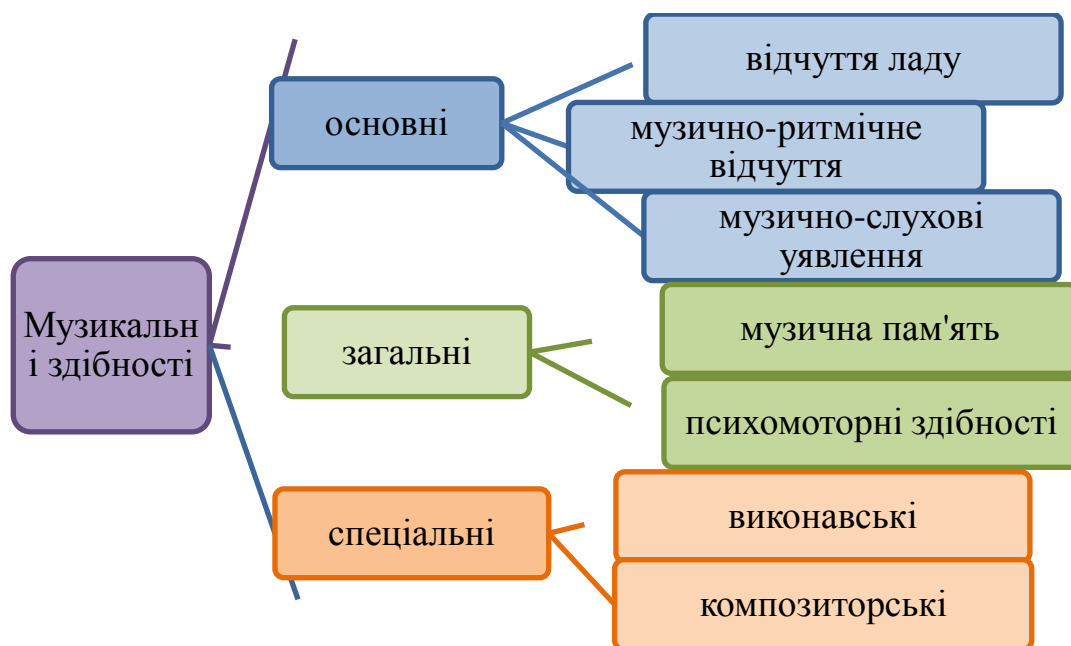 Музикальн
і здібності
основні
відчуття ладу
музично-ритмічне
відчуття
музично-слухові
уявлення
загальні
музична пам'ять
психомоторні здібності
спеціальні
виконавські
композиторські